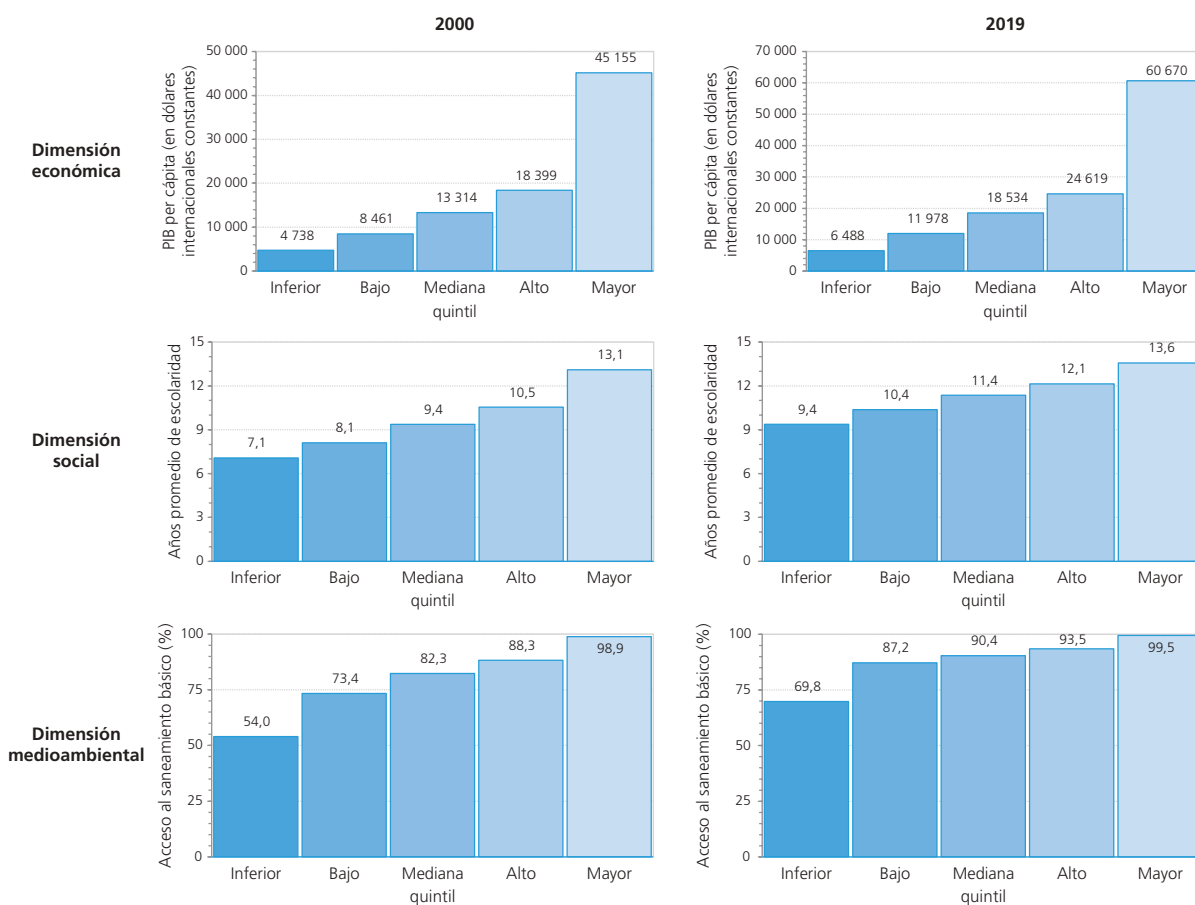 2000
2019
Dimensión
económica
PIB per cápita (en dólares
internacionales constantes)
50 000
40 000
30 000
20 000
10 000
0
4 738
8 461
13 314
18 399
45 155
Inferior
Bajo
Mediana
Alto
Mayor
quintil
PIB per cápita (en dólares
internacionales constantes)
70 000
60 000
50 000
40 000
30 000
20 000
10 000
0
6 488
11 978
18 534
24 619
60 670
Inferior
Bajo
Mediana
Alto
Mayor
quintil
Dimensión
social
Años promedio de escolaridad
15
12
9
6
3
0
7,1
8,1
9,4
10,5
13,1
Inferior
Bajo
Mediana
Alto
Mayor
quintil
Años promedio de escolaridad
15
12
9
6
3
0
9,4
10,4
11,4
12,1
13,6
Inferior
Bajo
Mediana
Alto
Mayor
quintil
Dimensión
medioambiental
Acceso al saneamiento básico (%)
100
75
50
25
0
54,0
73,4
82,3
88,3
98,9
Inferior
Bajo
Mediana
Alto
Mayor
quintil
Acceso al saneamiento básico (%)
100
75
50
25
0
69,8
87,2
90,4
93,5
99,5
Inferior
Bajo
Mediana
Alto
Mayor
quintil